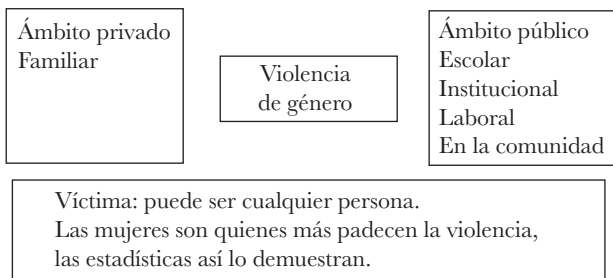 Ámbito privado
Familiar
Violencia
de género
Ámbito público
Escolar
Institucional
Laboral
En la comunidad
Víctima: puede ser cualquier persona.
Las mujeres son quienes más padecen la violencia,
las estadísticas así lo demuestran.